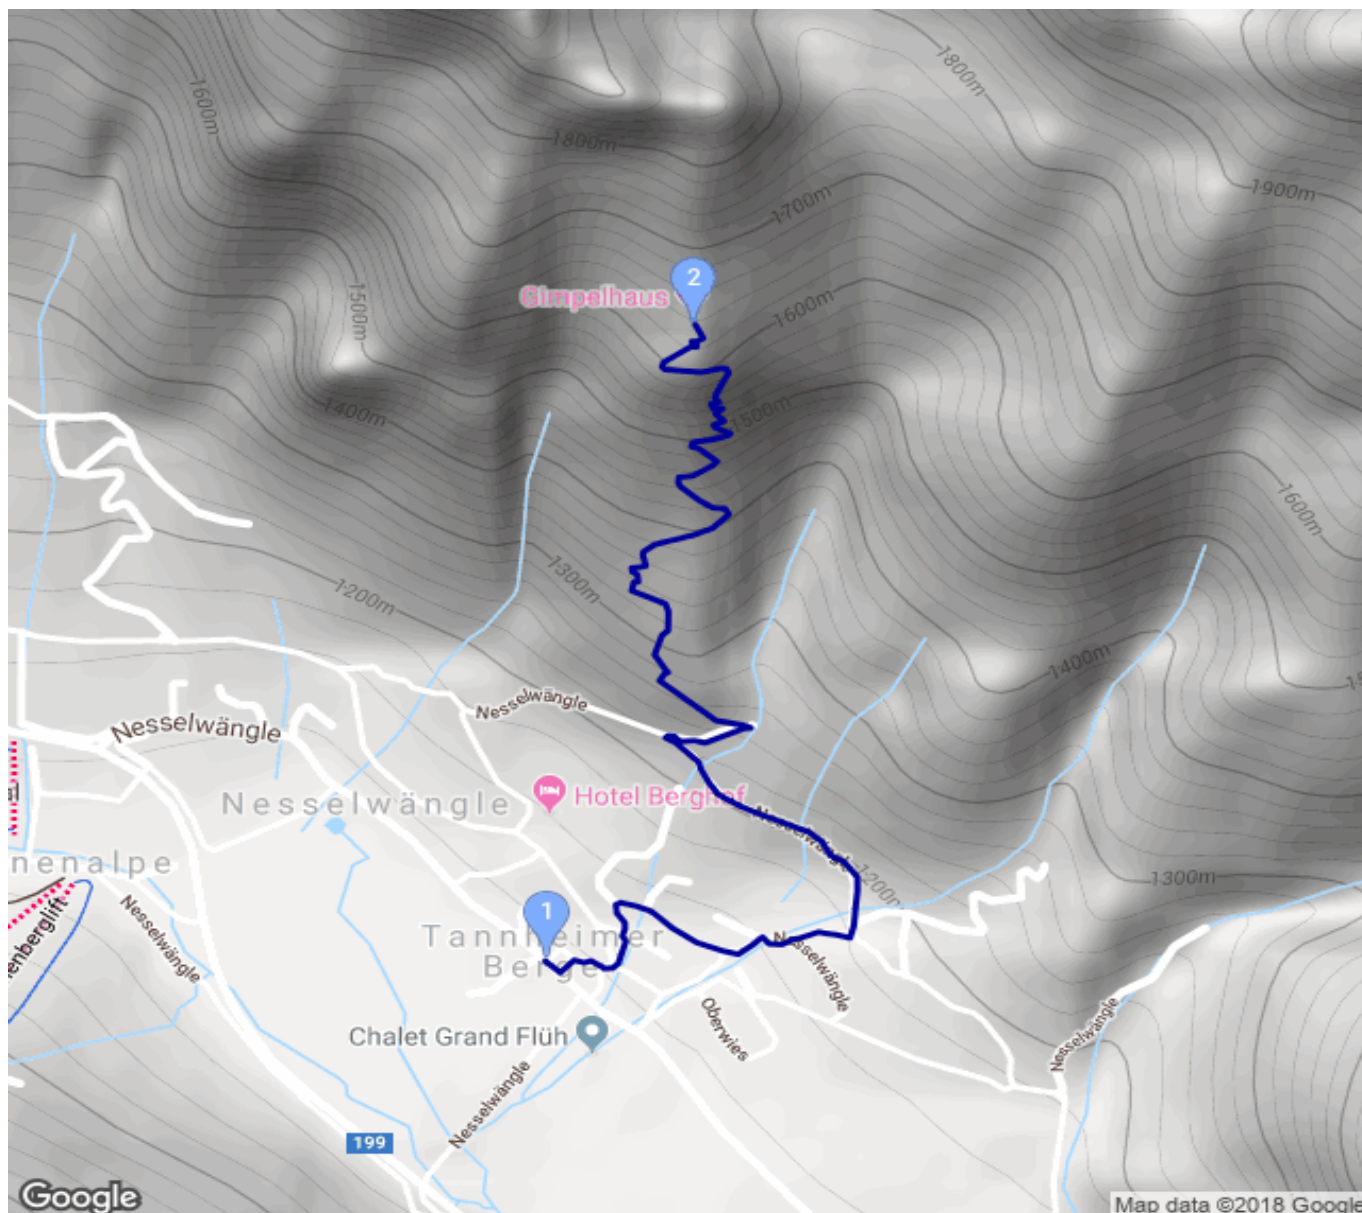 1800m
1600m
1800m
1900m
1700m
2
Gimpelhaus
1600m
1500m
1400m
1500m
1600m
1300m
1200m
1400m
Nesselwängle
Nesselwängle
Nesselwängle
Hotel Berghof
Nesselwängle
1200m
1300m
nenalpe
1
Tannheimer
Berge
Nesselwängle
Nesselwängle
enberglift
Oberwies
Chalet Grand Flüh
Nesselwängle
Nesselwängle
199
Google
Map data ©2018 Google